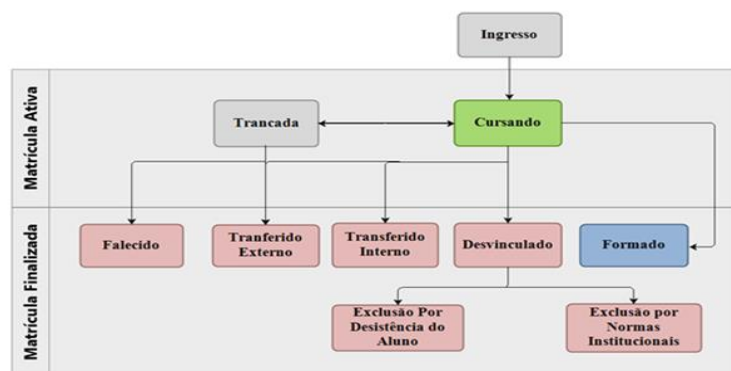 Ingresso
Matrícula Ativa
Trancada
Cursando
Matrícula Finalizada
Falecido
Tranferido
Externo
Transferido
Interno
Desvinculado
Formado
Exclusão Por
Desistência do
Aluno
Exclusão por
Normas
Institucionais